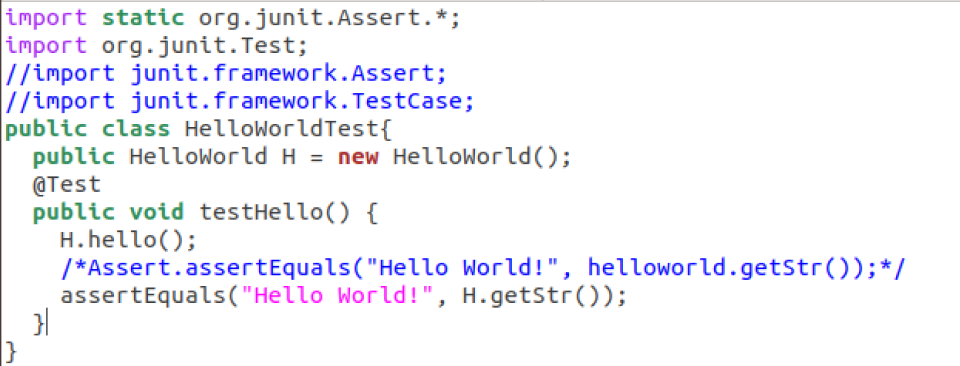 import static org.junit.Assert.*;
import org.junit.Test;
//import junit.framework.Assert;
//import junit.framework.TestCase;
public class HelloWorldTest{
  public HelloWorld H = new HelloWorld();
  @Test
  public void testHello() {
    H.hello();
    /*Assert.assertEquals("Hello World!", helloworld.getStr());*/
    assertEquals("Hello World!", H.getStr());
  }
}